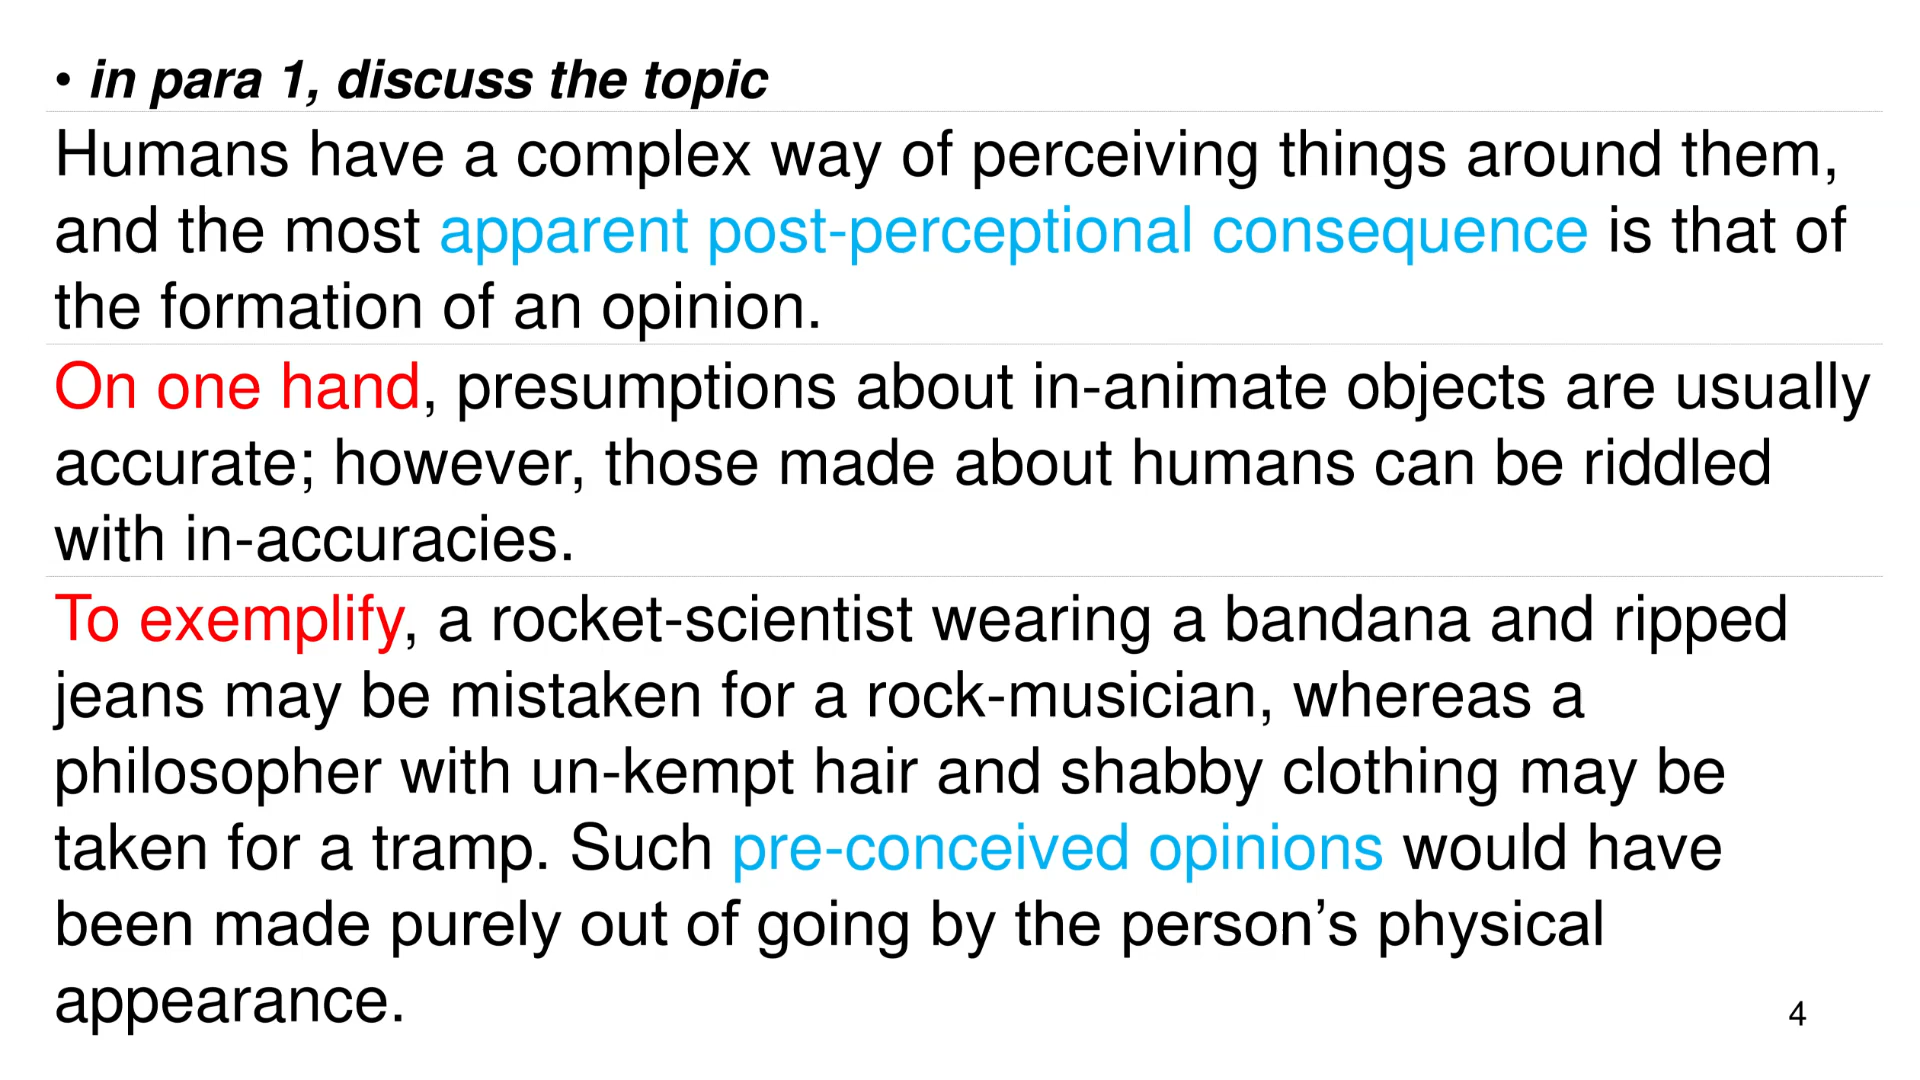 • in para 1, discuss the topic
Humans have a complex way of perceiving things around them,
and the most apparent post-perceptional consequence is that of
the formation of an opinion.
On one hand, presumptions about in-animate objects are usually
accurate; however, those made about humans can be riddled
with in-accuracies.
To exemplify, a rocket-scientist wearing a bandana and ripped
jeans may be mistaken for a rock-musician, whereas a
philosopher with un-kempt hair and shabby clothing may be
taken for a tramp. Such pre-conceived opinions would have
been made purely out of going by the person’s physical
appearance.
4